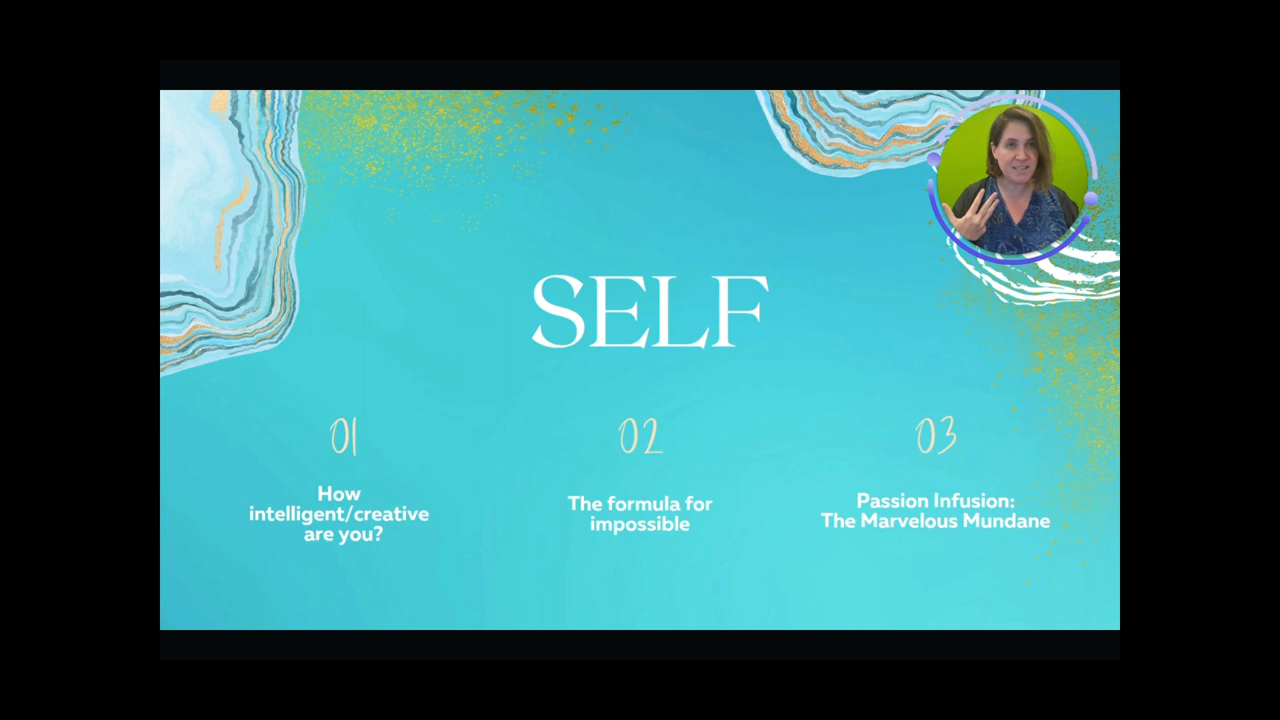 SELF
01
How
intelligent/creative
are you?
02
The formula for
impossible
03
Passion Infusion:
The Marvelous Mundane